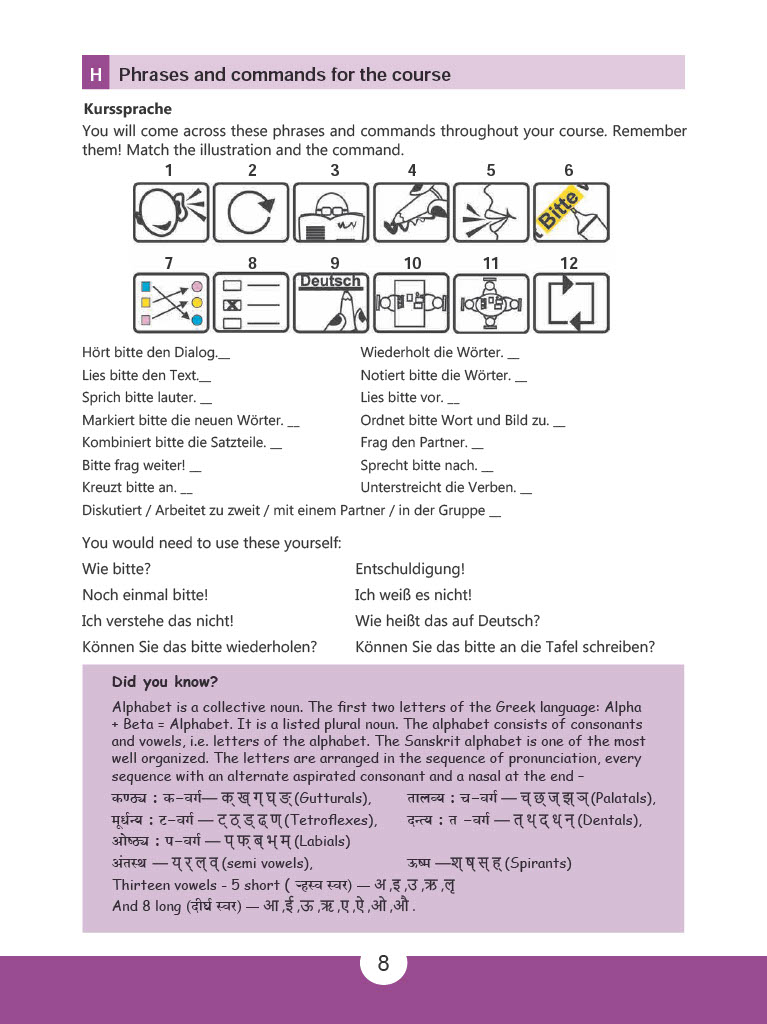 H Phrases and commands for the course
Kurssprache
You will come across these phrases and commands throughout your course. Remember
them! Match the illustration and the command.
1 2 3 4 5 6
Bitte
7 8 9 10 11 12
Deutsch
Hört bitte den Dialog.__ Wiederholt die Wörter. __
Lies bitte den Text.__ Notiert bitte die Wörter. __
Sprich bitte lauter. __ Lies bitte vor. __
Markiert bitte die neuen Wörter. __ Ordnet bitte Wort und Bild zu. __
Kombiniert bitte die Satzteile. __ Frag den Partner. __
Bitte frag weiter! __ Sprecht bitte nach. __
Kreuzt bitte an. __ Unterstreicht die Verben. __
Diskutiert / Arbeitet zu zweit / mit einem Partner / in der Gruppe __
You would need to use these yourself:
Wie bitte? Entschuldigung!
Noch einmal bitte! Ich weiß es nicht!
Ich verstehe das nicht! Wie heißt das auf Deutsch?
Können Sie das bitte wiederholen? Können Sie das bitte an die Tafel schreiben?
Did you know?
Alphabet is a collective noun. The first two letters of the Greek language: Alpha
+ Beta = Alphabet. It is a listed plural noun. The alphabet consists of consonants
and vowels, i.e. letters of the alphabet. The Sanskrit alphabet is one of the most
well organized. The letters are arranged in the sequence of pronunciation, every
sequence with an alternate aspirated consonant and a nasal at the end –
कण्ठ्य : क-वर्ग— क् ख् ग् घ् ङ् (Gutturals), तालव्य : च-वर्ग — च् छ् ज् झ् ञ् (Palatals),
मूर्धन्य : ट-वर्ग — ट् ठ् ड् ढ् ण् (Tetroflexes), दन्त्य : त -वर्ग — त् थ् द् ध् न् (Dentals),
ओष्ठ्य : प-वर्ग — प् फ् ब् भ् म् (Labials)
अंतस्थ — य् र् ल् व् (semi vowels), ऊष्म —श् ष् स् ह् (Spirants)
Thirteen vowels - 5 short ( ऱ्हस्व स्वर) — अ ,इ ,उ ,ऋ ,लृ
And 8 long (दीर्घ स्वर) — आ ,ई ,ऊ ,ॠ ,ए ,ऐ ,ओ ,औ .
8